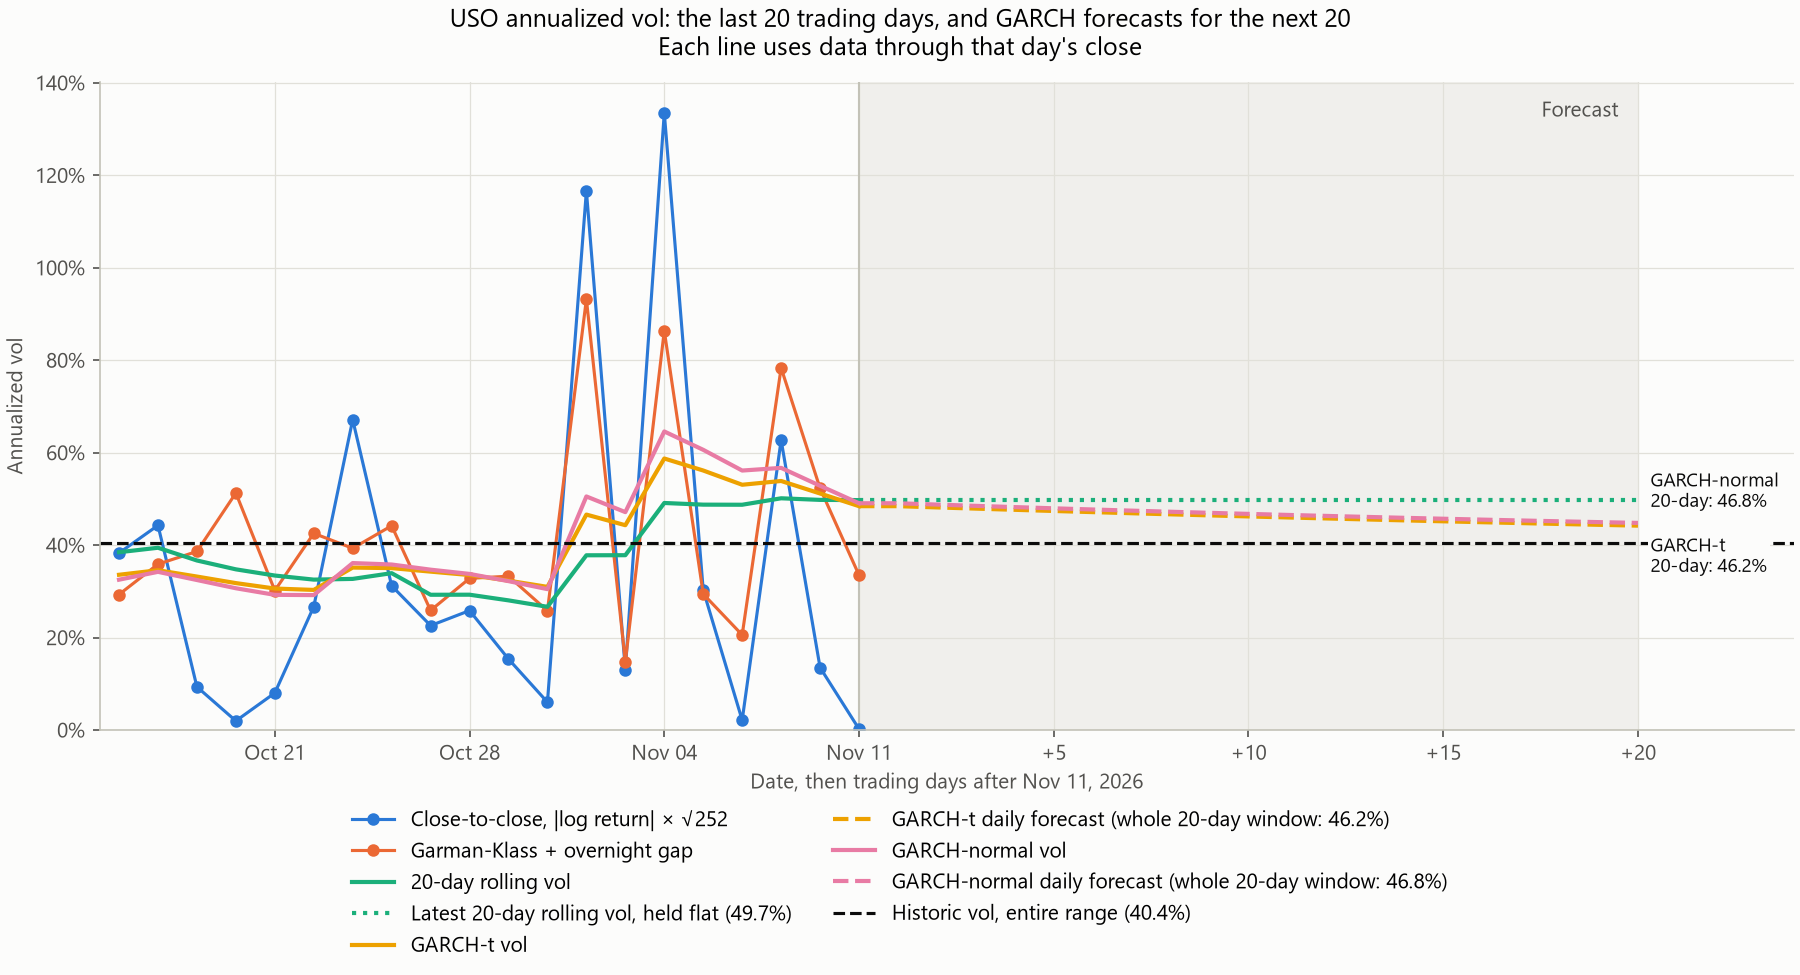 USO annualized vol: the last 20 trading days, and GARCH forecasts for the next 20
Each line uses data through that day's close
Annualized vol
140%
120%
100%
80%
60%
40%
20%
0%
Forecast
GARCH-normal
20-day: 46.8%
GARCH-t
20-day: 46.2%
Oct 21
Oct 28
Nov 04
Nov 11
+5
+10
+15
+20
Date, then trading days after Nov 11, 2026
Close-to-close, |log return| × √252
Garman-Klass + overnight gap
20-day rolling vol
Latest 20-day rolling vol, held flat (49.7%)
GARCH-t vol
GARCH-t daily forecast (whole 20-day window: 46.2%)
GARCH-normal vol
GARCH-normal daily forecast (whole 20-day window: 46.8%)
Historic vol, entire range (40.4%)